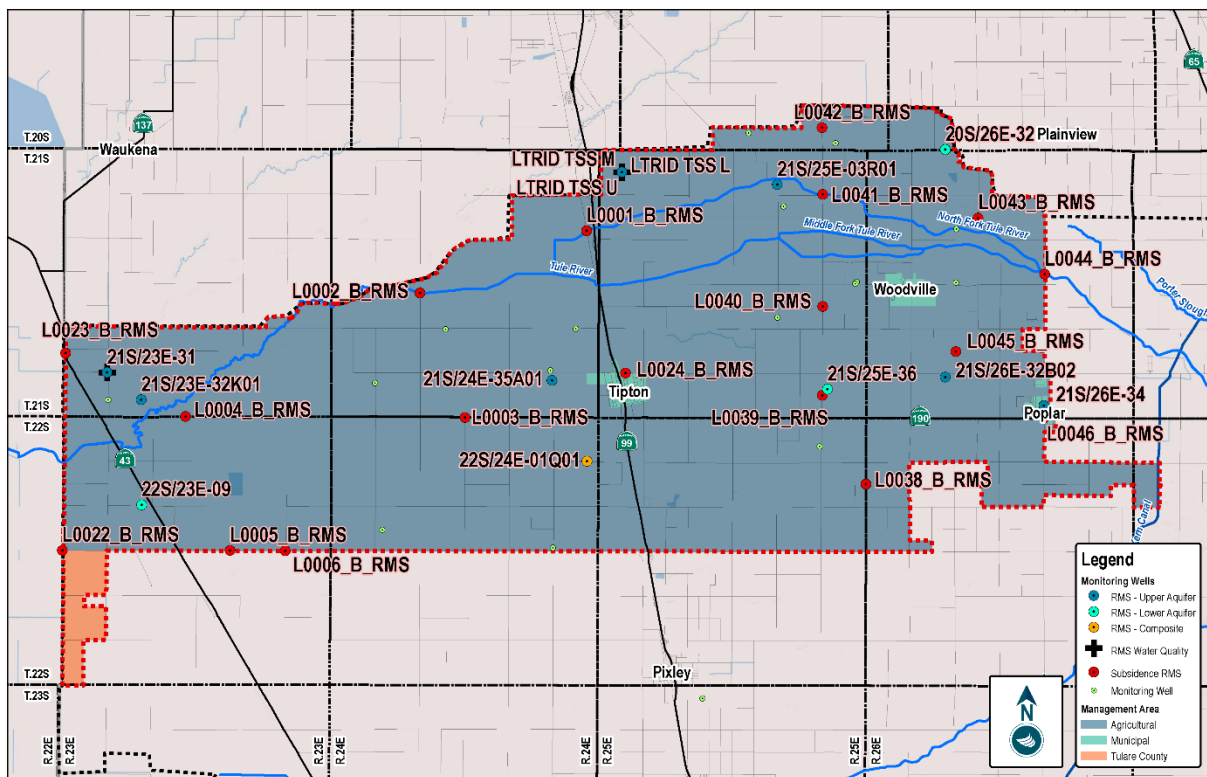 65
L0042_B_RMS
137
20S/26E-32
Plainview
T.20S
T.21S
Waukena
LTRID TSS M
LTRID TSS L
21S/25E-03R01
LTRID TSS U
L0041_B_RMS
L0043_B_RMS
L0001_B_RMS
North Fork Tule River
Middle Fork Tule River
L0044_B_RMS
Tule River
Porter Slough
L0002_B_RMS
Woodville
L0040_B_RMS
L0023_B_RMS
L0045_B_RMS
21S/23E-31
21S/24E-35A01
L0024_B_RMS
21S/25E-36
21S/26E-32B02
21S/23E-32K01
Tipton
21S/26E-34
T.21S
T.22S
L0004_B_RMS
L0003_B_RMS
L0039_B_RMS
190
Poplar
99
L0046_B_RMS
43
22S/24E-01Q01
22S/23E-09
L0038_B_RMS
Canal
L0022_B_RMS
L0005_B_RMS
L0006_B_RMS
Pixley
T.22S
T.23S
R.22E
R.23E
R.23E
R.24E
R.24E
R.25E
R.25E
R.26E
N
Legend
Monitoring Wells
RMS - Upper Aquifer
RMS - Lower Aquifer
RMS - Composite
RMS Water Quality
Subsidence RMS
Monitoring Well
Management Area
Agricultural
Municipal
Tulare County